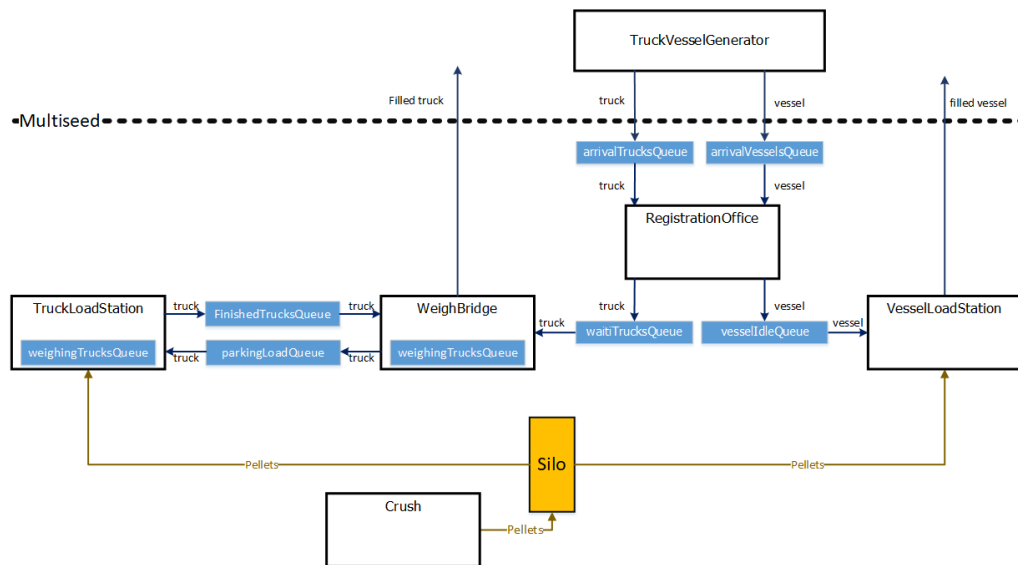 TruckVesselGenerator
Filled truck
truck
vessel
filled vessel
Multiseed
arrivalTrucksQueue
arrivalVesselsQueue
truck
vessel
RegistrationOffice
TruckLoadStation
truck
FinishedTrucksQueue
truck
WeighBridge
truck
vessel
VesselLoadStation
truck
waitiTrucksQueue
vesselIdleQueue
vessel
weighingTrucksQueue
truck
parkingLoadQueue
truck
weighingTrucksQueue
Pellets
Silo
Pellets
Crush
Pellets